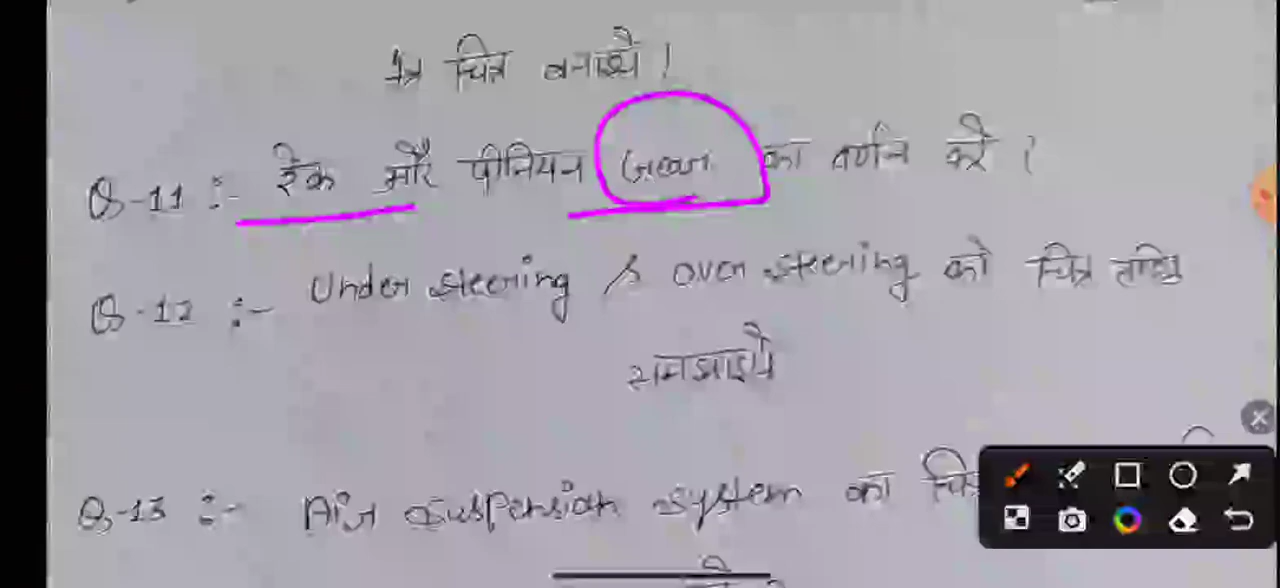 चित्र बनाइये।
Q-11 :- रैक और पीनियन Gear का वर्णन करे ?
Q-12 :- Under steering & over steering को चित्र सहित
समझाइये
Q-13 :- Air suspension system का